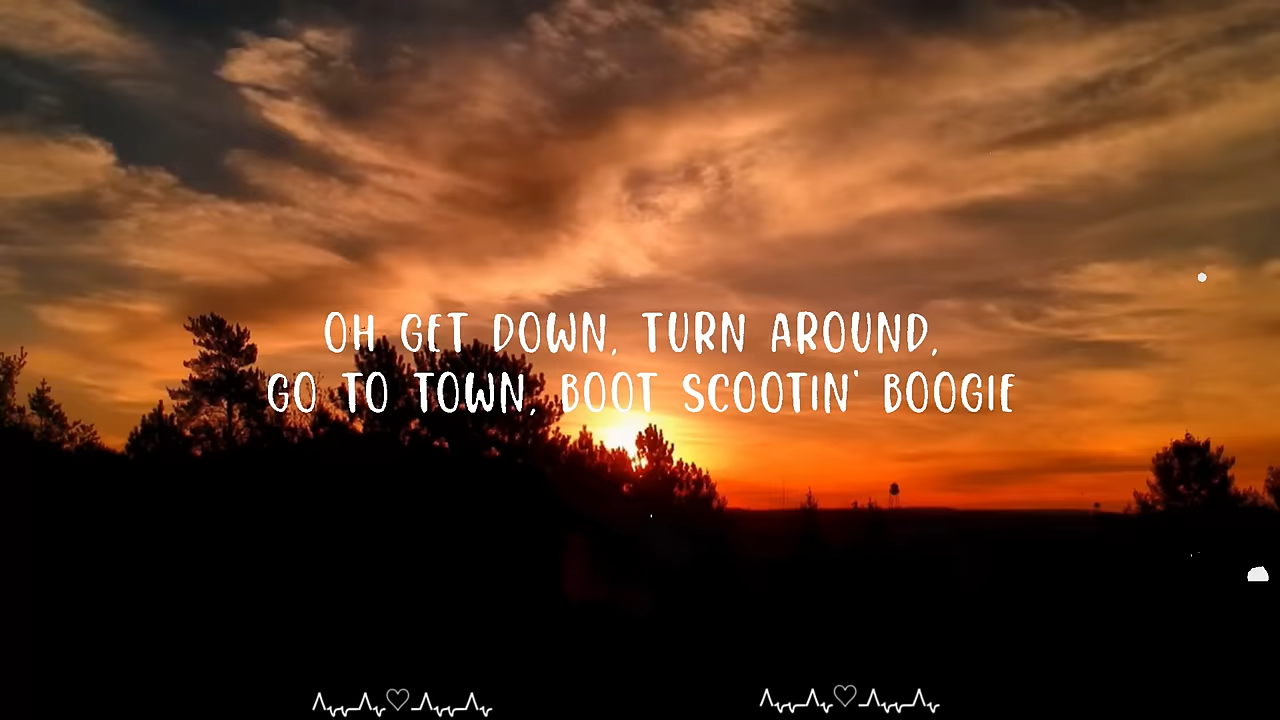 OH GET DOWN, TURN AROUND,
GO TO TOWN, BOOT SCOOTIN' BOOGIE